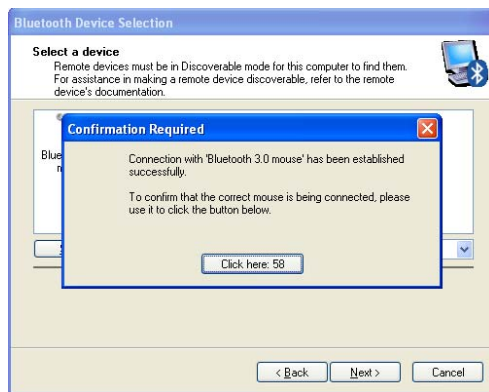 Bluetooth Device Selection
Select a device
Remote devices must be in Discoverable mode for this computer to find them.
For assistance in making a remote device discoverable, refer to the remote
device's documentation.
Confirmation Required
Blue
Connection with 'Bluetooth 3.0 mouse' has been established
successfully.
To confirm that the correct mouse is being connected, please
use it to click the button below.
Click here: 58
< Back
Next >
Cancel